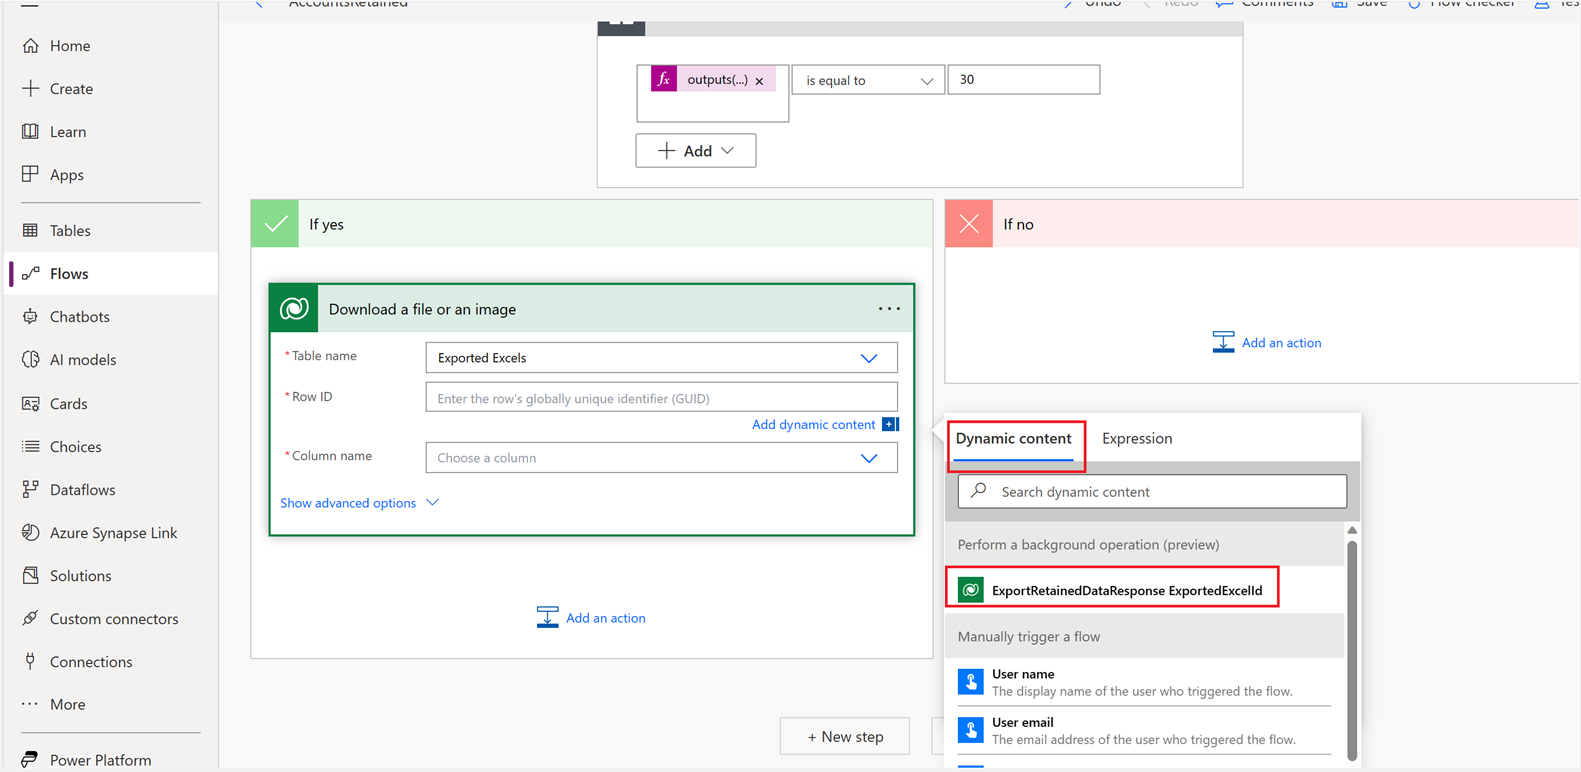 AccountsRetained
Undo
Redo
Comments
Save
Flow checker
Home
Create
Learn
Apps
Tables
Flows
Chatbots
AI models
Cards
Choices
Dataflows
Azure Synapse Link
Solutions
Custom connectors
Connections
More
Power Platform
fx outputs(...) ×
is equal to
30
+ Add
If yes
Download a file or an image
* Table name
Exported Excels
* Row ID
Enter the row's globally unique identifier (GUID)
Add dynamic content
* Column name
Choose a column
Show advanced options
Add an action
If no
Add an action
Dynamic content
Expression
Search dynamic content
Perform a background operation (preview)
ExportRetainedDataResponse ExportedExcelId
Manually trigger a flow
User name
The display name of the user who triggered the flow.
User email
The email address of the user who triggered the flow.
+ New step